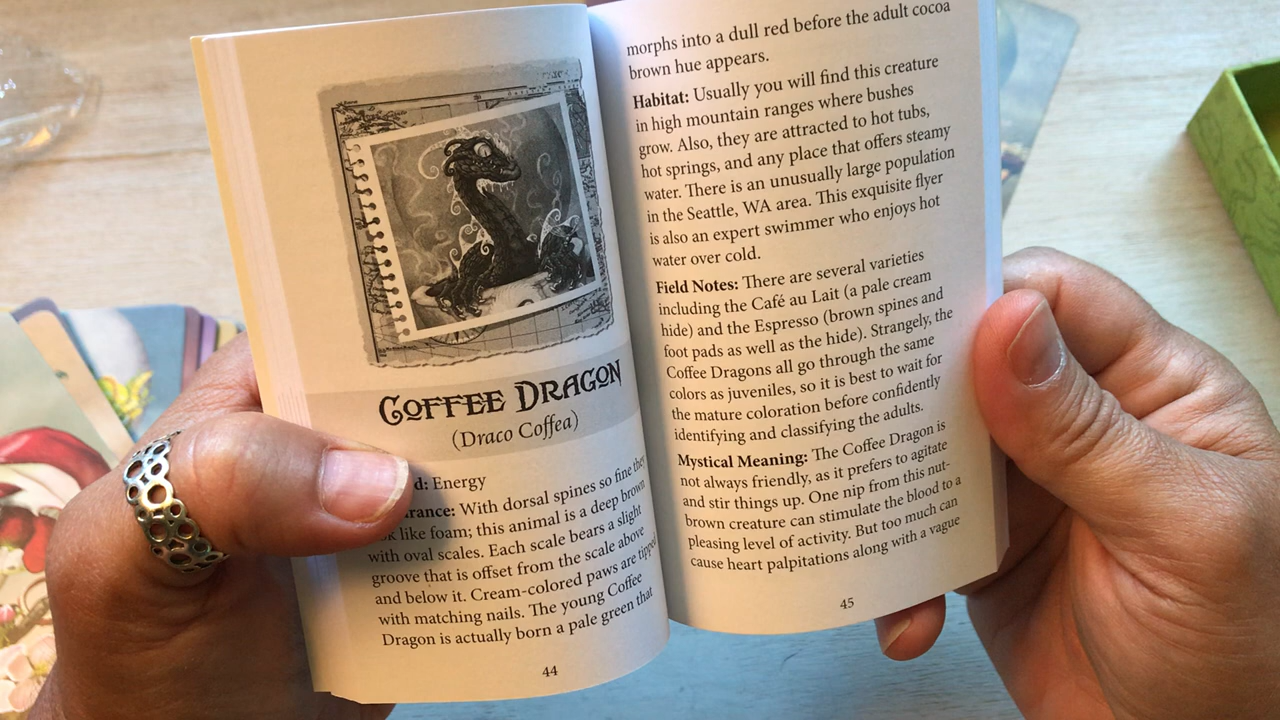 COFFEE DRAGON
(Draco Coffea)
Energy
With dorsal spines so fine they
like foam; this animal is a deep brown
with oval scales. Each scale bears a slight
groove that is offset from the scale above
and below it. Cream-colored paws are tipped
with matching nails. The young Coffee
Dragon is actually born a pale green that
44
morphs into a dull red before the adult cocoa
brown hue appears.
Habitat: Usually you will find this creature
in high mountain ranges where bushes
grow. Also, they are attracted to hot tubs,
hot springs, and any place that offers steamy
water. There is an unusually large population
in the Seattle, WA area. This exquisite flyer
is also an expert swimmer who enjoys hot
water over cold.
Field Notes: There are several varieties
including the Café au Lait (a pale cream
hide) and the Espresso (brown spines and
foot pads as well as the hide). Strangely, the
Coffee Dragons all go through the same
colors as juveniles, so it is best to wait for
the mature coloration before confidently
identifying and classifying the adults.
Mystical Meaning: The Coffee Dragon is
not always friendly, as it prefers to agitate
and stir things up. One nip from this nut-
brown creature can stimulate the blood to a
pleasing level of activity. But too much can
cause heart palpitations along with a vague
45